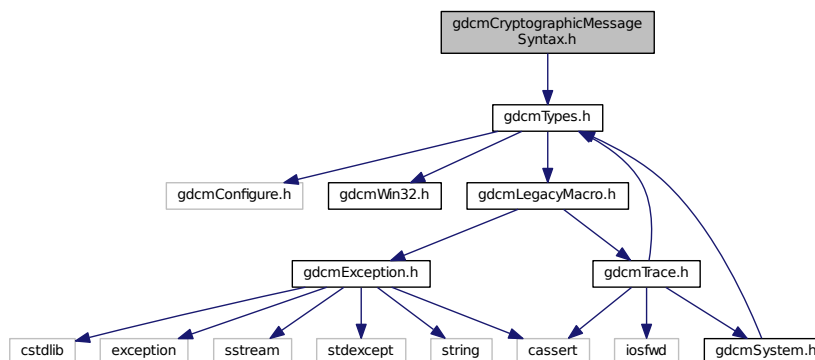 gdcmCryptographicMessage
Syntax.h
gdcmTypes.h
gdcmConfigure.h
gdcmWin32.h
gdcmLegacyMacro.h
gdcmException.h
gdcmTrace.h
cstdlib
exception
sstream
stdexcept
string
cassert
iosfwd
gdcmSystem.h